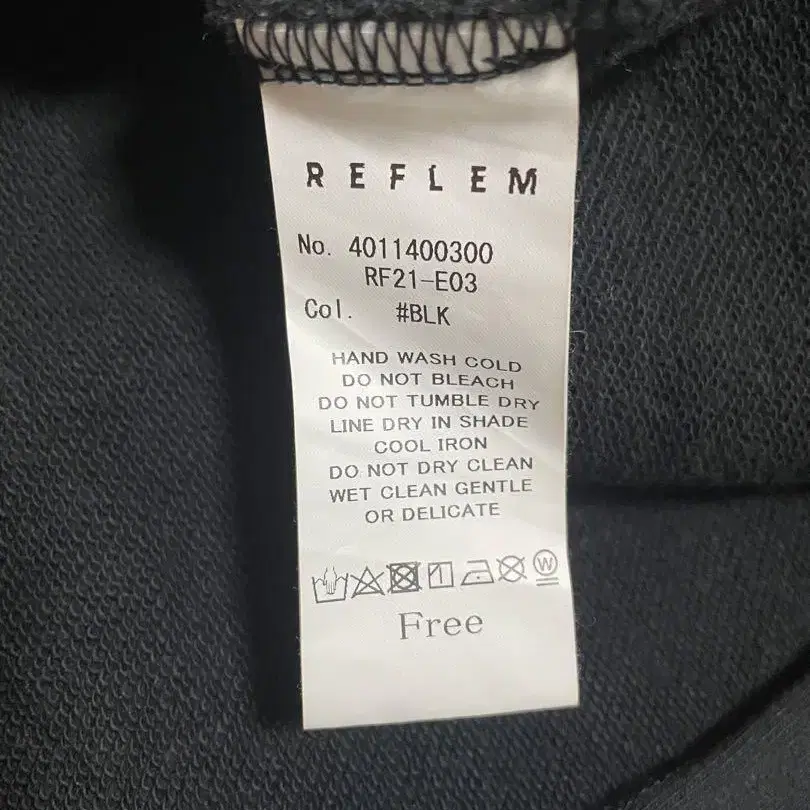 REFLEM
No. 4011400300
RF21-E03
Col. #BLK
HAND WASH COLD
DO NOT BLEACH
DO NOT TUMBLE DRY
LINE DRY IN SHADE
COOL IRON
DO NOT DRY CLEAN
WET CLEAN GENTLE
OR DELICATE
W
Free